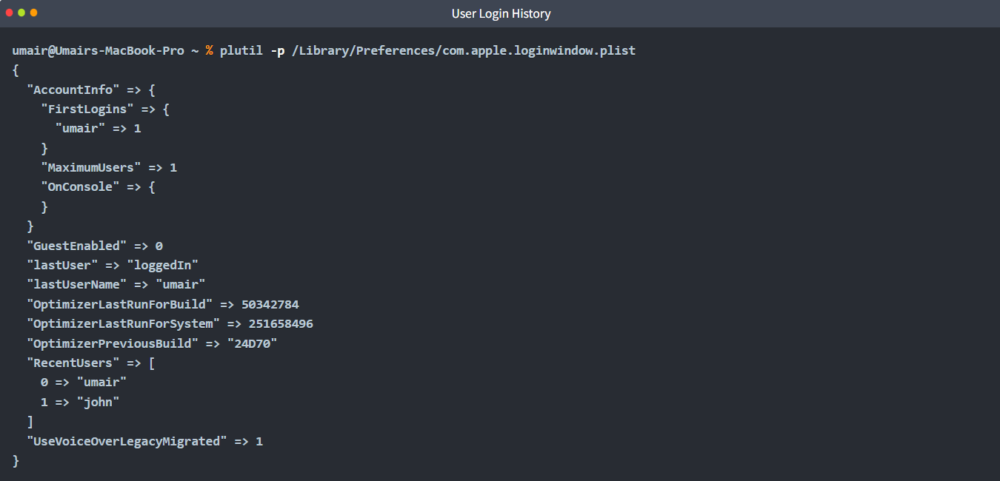 User Login History
umair@Umairs-MacBook-Pro ~ % plutil -p /Library/Preferences/com.apple.loginwindow.plist
{
  "AccountInfo" => {
    "FirstLogins" => {
      "umair" => 1
    }
    "MaximumUsers" => 1
    "OnConsole" => {
    }
  }
  "GuestEnabled" => 0
  "lastUser" => "loggedIn"
  "lastUserName" => "umair"
  "OptimizerLastRunForBuild" => 50342784
  "OptimizerLastRunForSystem" => 251658496
  "OptimizerPreviousBuild" => "24D70"
  "RecentUsers" => [
    0 => "umair"
    1 => "john"
  ]
  "UseVoiceOverLegacyMigrated" => 1
}